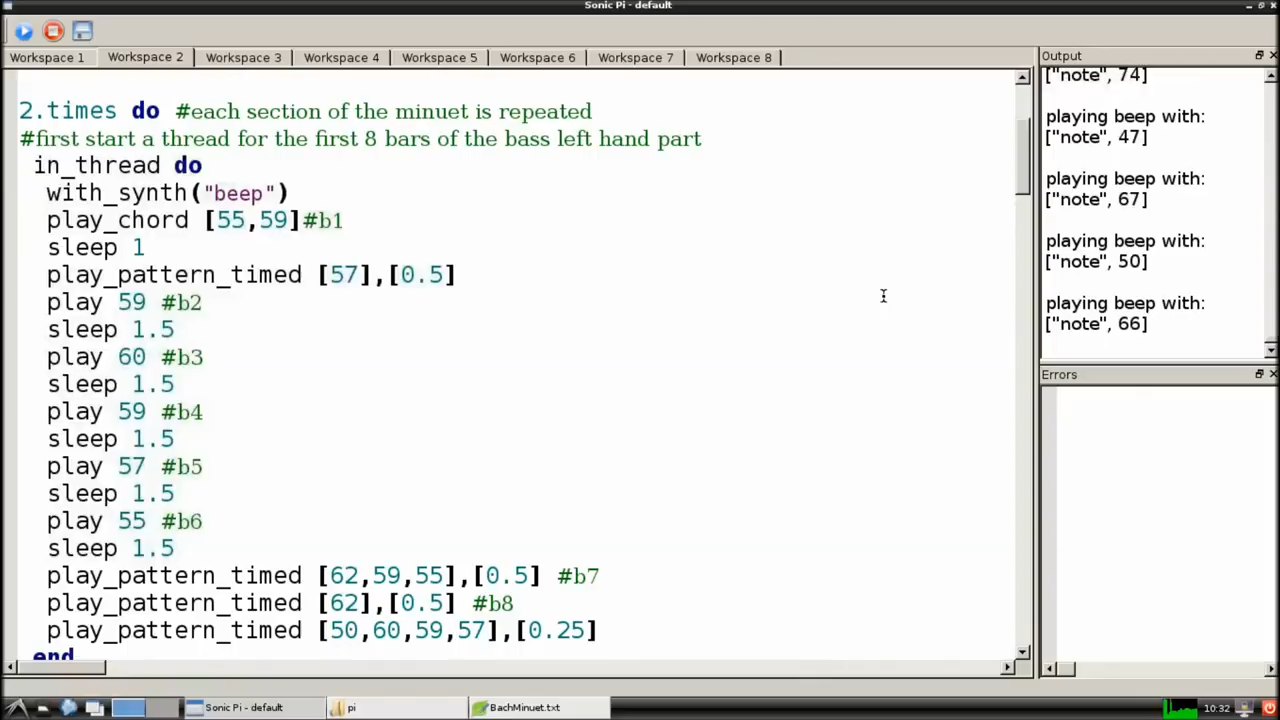 Sonic Pi - default
Workspace 1 Workspace 2 Workspace 3 Workspace 4 Workspace 5 Workspace 6 Workspace 7 Workspace 8
2.times do #each section of the minuet is repeated
#first start a thread for the first 8 bars of the bass left hand part
in_thread do
with_synth("beep")
play_chord [55,59]#b1
sleep 1
play_pattern_timed [57],[0.5]
play 59 #b2
sleep 1.5
play 60 #b3
sleep 1.5
play 59 #b4
sleep 1.5
play 57 #b5
sleep 1.5
play 55 #b6
sleep 1.5
play_pattern_timed [62,59,55],[0.5] #b7
play_pattern_timed [62],[0.5] #b8
play_pattern_timed [50,60,59,57],[0.25]
end
Output
["note", 74]
playing beep with:
["note", 47]
playing beep with:
["note", 67]
playing beep with:
["note", 50]
playing beep with:
["note", 66]
Errors
Sonic Pi - default
pi
BachMinuet.txt
10:32